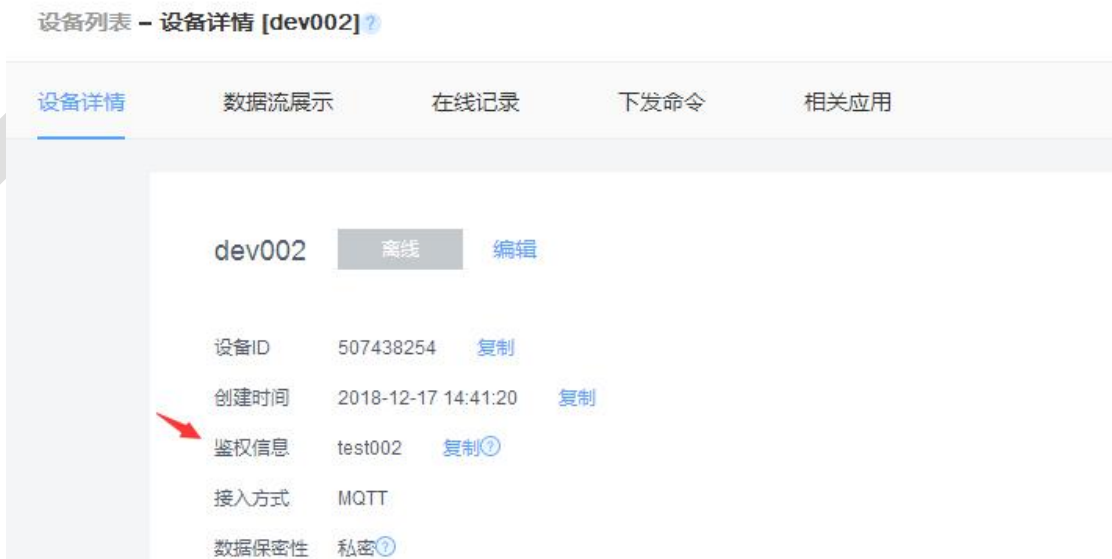 设备列表 – 设备详情 [dev002]?
设备详情 数据流展示 在线记录 下发命令 相关应用
dev002 离线 编辑
设备ID 507438254 复制
创建时间 2018-12-17 14:41:20 复制
鉴权信息 test002 复制?
接入方式 MQTT
数据保密性 私密?